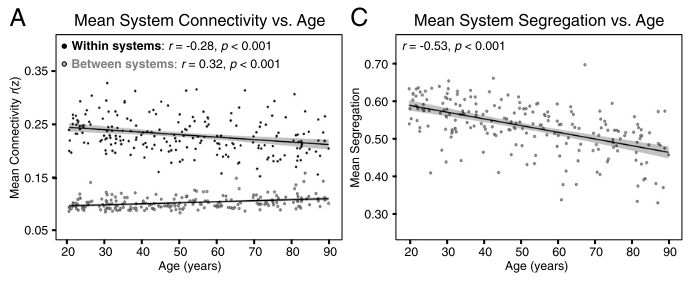 A
Mean System Connectivity vs. Age
Within systems: r = -0.28, p < 0.001
Between systems: r = 0.32, p < 0.001
Mean Connectivity r(z)
0.35
0.25
0.15
0.05
20 30 40 50 60 70 80 90
Age (years)
C
Mean System Segregation vs. Age
r = -0.53, p < 0.001
Mean Segregation
0.70
0.60
0.50
0.40
0.30
20 30 40 50 60 70 80 90
Age (years)